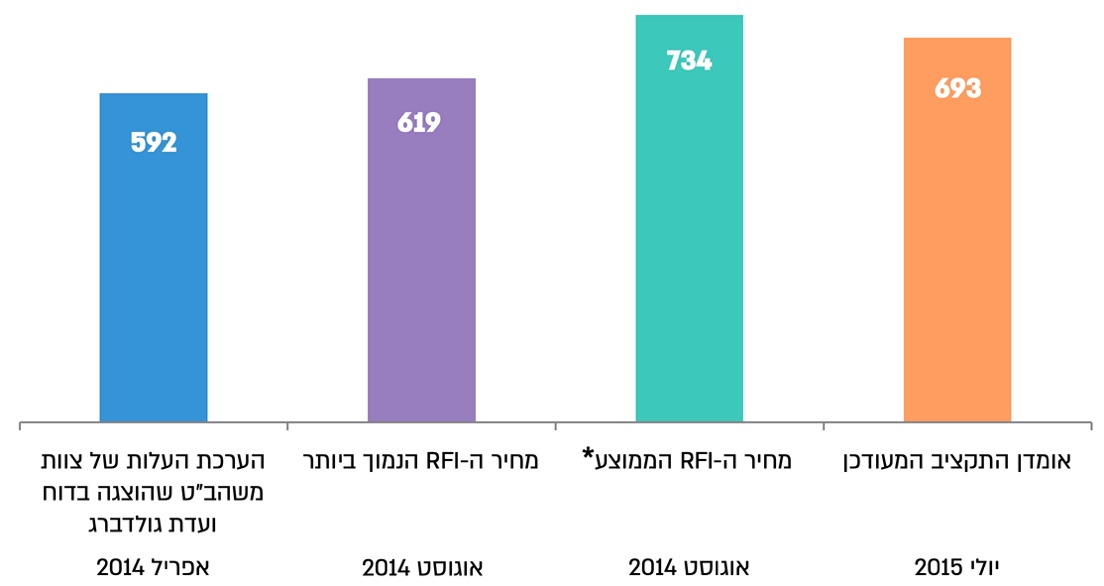 592
619
734
693
הערכת העלות של צוות
משהב"ט שהוצגה בדוח
ועדת גולדברג
אפריל 2014
מחיר ה-RFI הנמוך ביותר
אוגוסט 2014
מחיר ה-RFI הממוצע*
אוגוסט 2014
אומדן התקציב המעודכן
יולי 2015